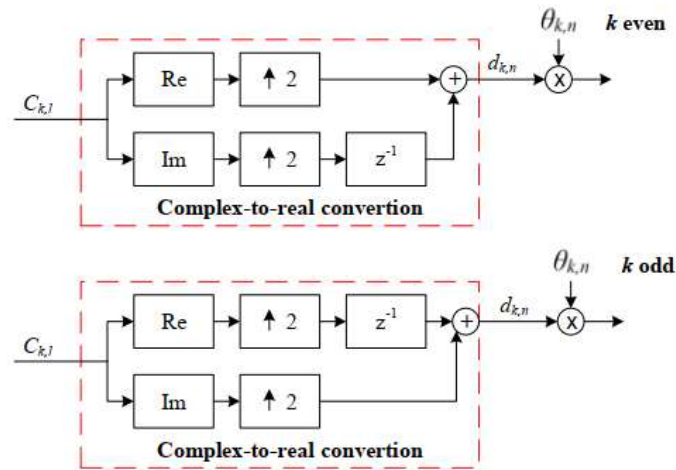 θk,n k even
Ck,l Re ↑ 2 + dk,n x
Im ↑ 2 z-1
Complex-to-real convertion
θk,n k odd
Ck,l Re ↑ 2 z-1 + dk,n x
Im ↑ 2
Complex-to-real convertion